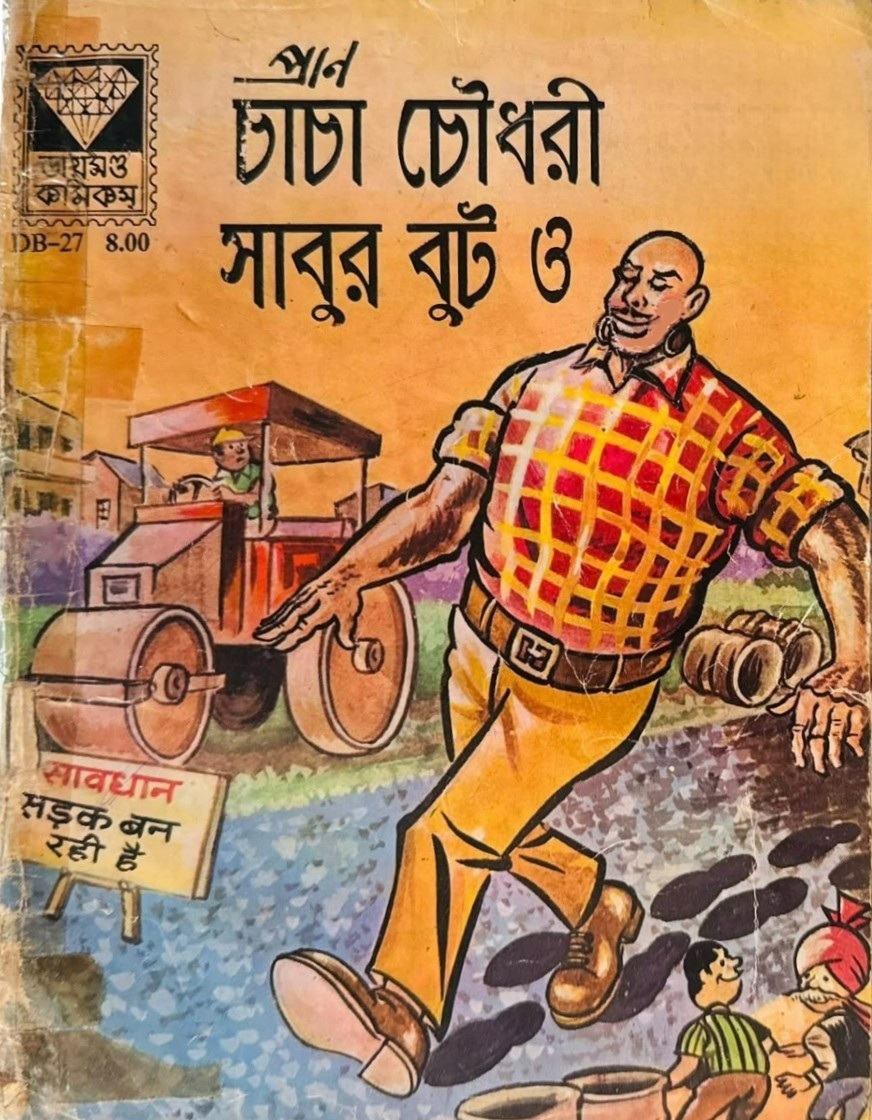 ডায়মণ্ড
কমিকস্
DB-27 8.00
প্রাণ
চাচা চৌধরী
সাবুর বুট ও
सावधान
सड़क बन
रही है